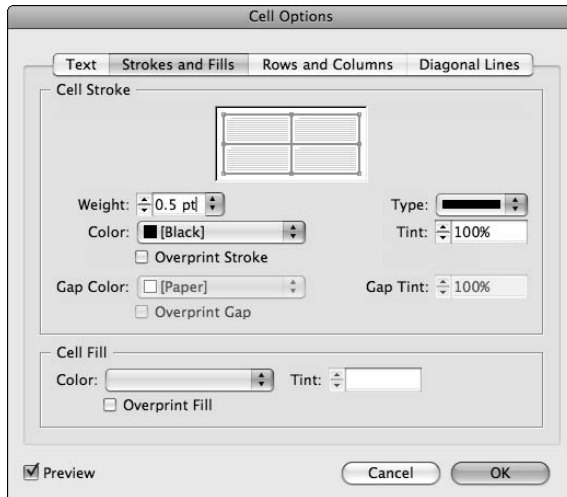 Cell Options
Text Strokes and Fills Rows and Columns Diagonal Lines
Cell Stroke
Weight: 0.5 pt Type:
Color: [Black] Tint: 100%
Overprint Stroke
Gap Color: [Paper] Gap Tint: 100%
Overprint Gap
Cell Fill
Color: Tint:
Overprint Fill
Preview Cancel OK